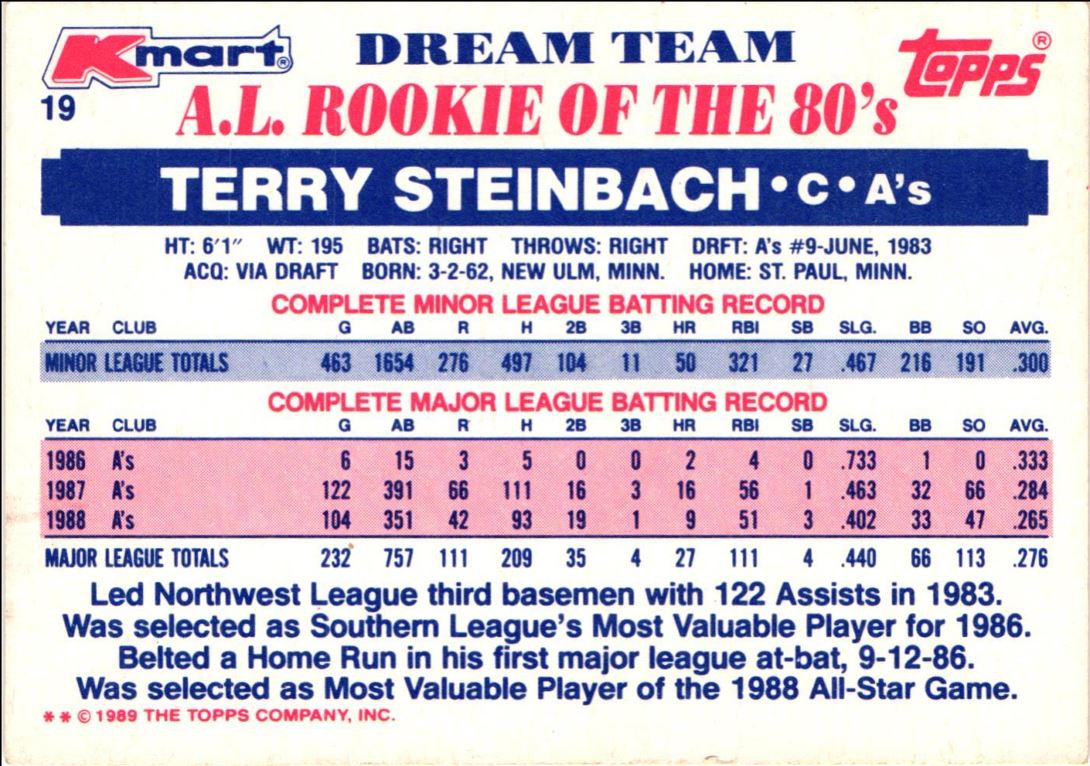 Kmart® DREAM TEAM Topps®
19 A.L. ROOKIE OF THE 80's
TERRY STEINBACH • C • A's
HT: 6'1" WT: 195 BATS: RIGHT THROWS: RIGHT DRFT: A's #9-JUNE, 1983
ACQ: VIA DRAFT BORN: 3-2-62, NEW ULM, MINN. HOME: ST. PAUL, MINN.
COMPLETE MINOR LEAGUE BATTING RECORD
YEAR CLUB G AB R H 2B 3B HR RBI SB SLG. BB SO AVG.
MINOR LEAGUE TOTALS 463 1654 276 497 104 11 50 321 27 .467 216 191 .300
COMPLETE MAJOR LEAGUE BATTING RECORD
YEAR CLUB G AB R H 2B 3B HR RBI SB SLG. BB SO AVG.
1986 A's 6 15 3 5 0 0 2 4 0 .733 1 0 .333
1987 A's 122 391 66 111 16 3 16 56 1 .463 32 66 .284
1988 A's 104 351 42 93 19 1 9 51 3 .402 33 47 .265
MAJOR LEAGUE TOTALS 232 757 111 209 35 4 27 111 4 .440 66 113 .276
Led Northwest League third basemen with 122 Assists in 1983.
Was selected as Southern League's Most Valuable Player for 1986.
Belted a Home Run in his first major league at-bat, 9-12-86.
Was selected as Most Valuable Player of the 1988 All-Star Game.
** © 1989 THE TOPPS COMPANY, INC.